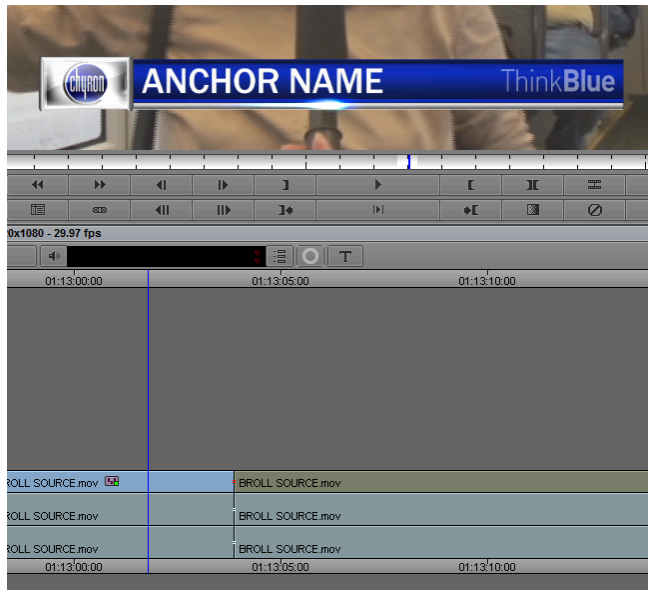 CHYRON ANCHOR NAME ThinkBlue
0x1080 - 29.97 fps
T
01:13:00:00 01:13:05:00 01:13:10:00
ROLL SOURCE.mov BROLL SOURCE.mov
ROLL SOURCE.mov BROLL SOURCE.mov
ROLL SOURCE.mov BROLL SOURCE.mov
01:13:00:00 01:13:05:00 01:13:10:00